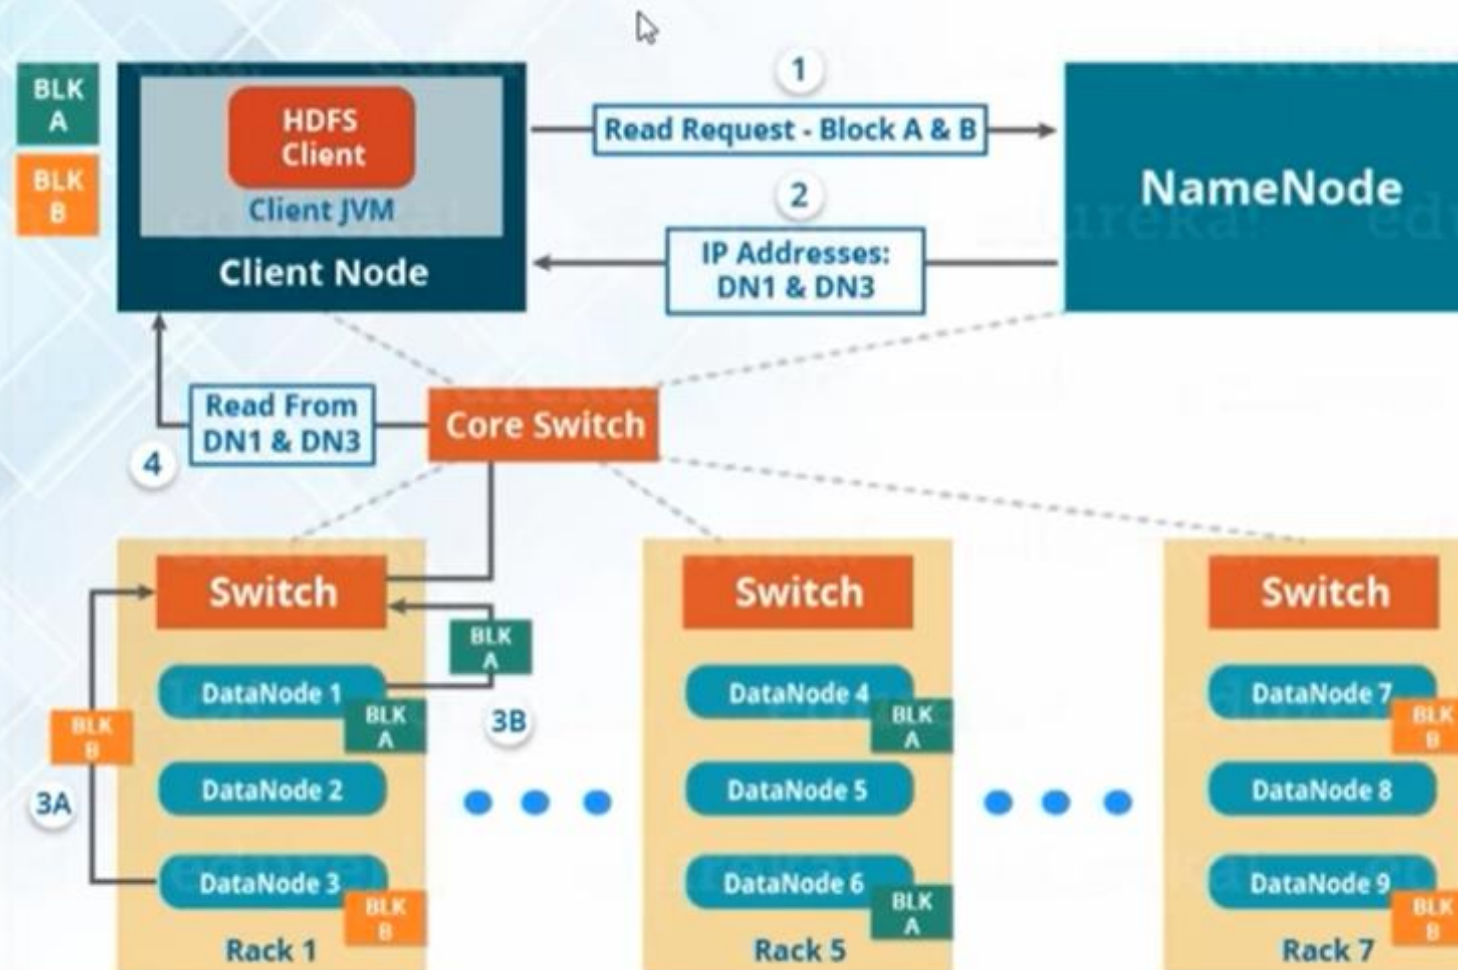 BLK
A
BLK
B
HDFS
Client
Client JVM
Client Node
1
Read Request - Block A & B
2
IP Addresses:
DN1 & DN3
NameNode
edureka!
Read From
DN1 & DN3
4
Core Switch
Switch
BLK
A
DataNode 1
BLK
A
3B
BLK
B
DataNode 2
3A
DataNode 3
BLK
B
Rack 1
Switch
DataNode 4
BLK
A
DataNode 5
DataNode 6
BLK
A
Rack 5
Switch
DataNode 7
BLK
B
DataNode 8
DataNode 9
BLK
B
Rack 7